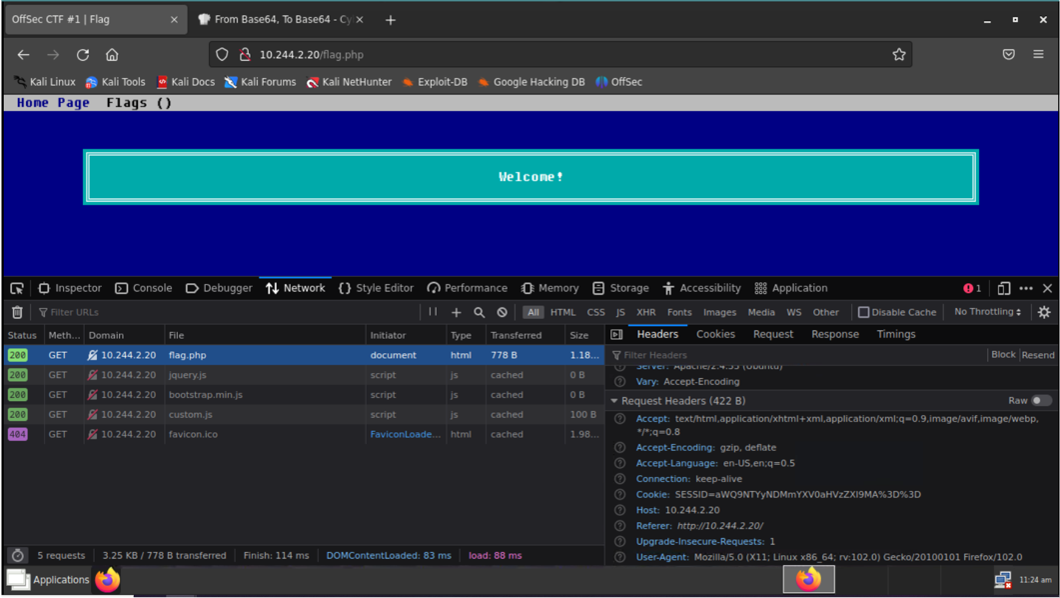 OffSec CTF #1 | Flag
From Base64, To Base64 - Cy
10.244.2.20/flag.php
Kali Linux Kali Tools Kali Docs Kali Forums Kali NetHunter Exploit-DB Google Hacking DB OffSec
Home Page Flags ()
Welcome!
Inspector Console Debugger Network Style Editor Performance Memory Storage Accessibility Application 1
Filter URLs All HTML CSS JS XHR Fonts Images Media WS Other Disable Cache No Throttling
Status Meth... Domain File Initiator Type Transferred Size
200 GET 10.244.2.20 flag.php document html 778 B 1.18...
200 GET 10.244.2.20 jquery.js script js cached 0 B
200 GET 10.244.2.20 bootstrap.min.js script js cached 0 B
200 GET 10.244.2.20 custom.js script js cached 100 B
404 GET 10.244.2.20 favicon.ico FaviconLoade... html cached 1.98...
Headers Cookies Request Response Timings
Filter Headers Block Resend
Server: Apache/2.4.55 (Ubuntu)
Vary: Accept-Encoding
Request Headers (422 B) Raw
Accept: text/html,application/xhtml+xml,application/xml;q=0.9,image/avif,image/webp,
*/*;q=0.8
Accept-Encoding: gzip, deflate
Accept-Language: en-US,en;q=0.5
Connection: keep-alive
Cookie: SESSID=aWQ9NTYyNDMmYXV0aHVzZXI9MA%3D%3D
Host: 10.244.2.20
Referer: http://10.244.2.20/
Upgrade-Insecure-Requests: 1
User-Agent: Mozilla/5.0 (X11; Linux x86_64; rv:102.0) Gecko/20100101 Firefox/102.0
5 requests 3.25 KB / 778 B transferred Finish: 114 ms DOMContentLoaded: 83 ms load: 88 ms
Applications 11:24 am